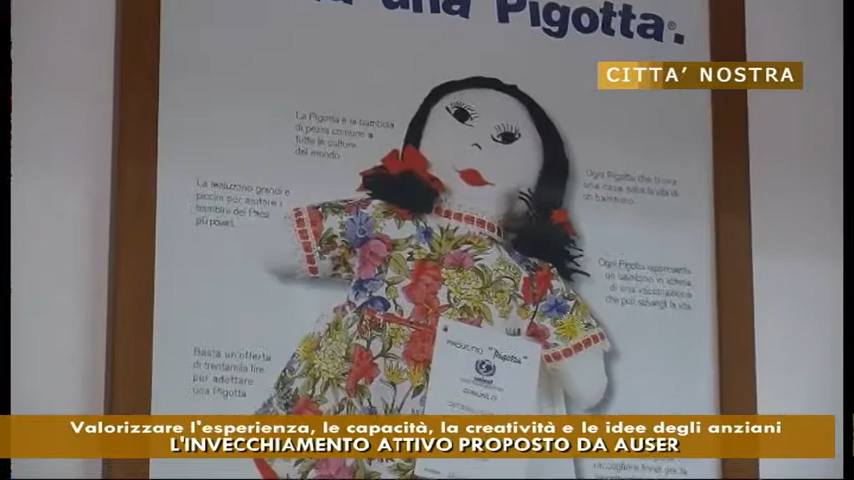 una Pigotta®.
CITTA' NOSTRA
La Pigotta è la bambola
di pezza comune a
tutte le culture
del mondo.
Ogni Pigotta che trova
una casa salva la vita di
un bambino.
La realizzano grandi e
piccini per aiutare i
bambini dei Paesi
più poveri.
Ogni Pigotta rappresenta
un bambino in attesa
di una vaccinazione
che può salvargli la vita.
Basta un'offerta
di trentamila lire
per adottare
una Pigotta
PROGETTO "Pigotta"
unicef
Valorizzare l'esperienza, le capacità, la creatività e le idee degli anziani
L'INVECCHIAMENTO ATTIVO PROPOSTO DA AUSER